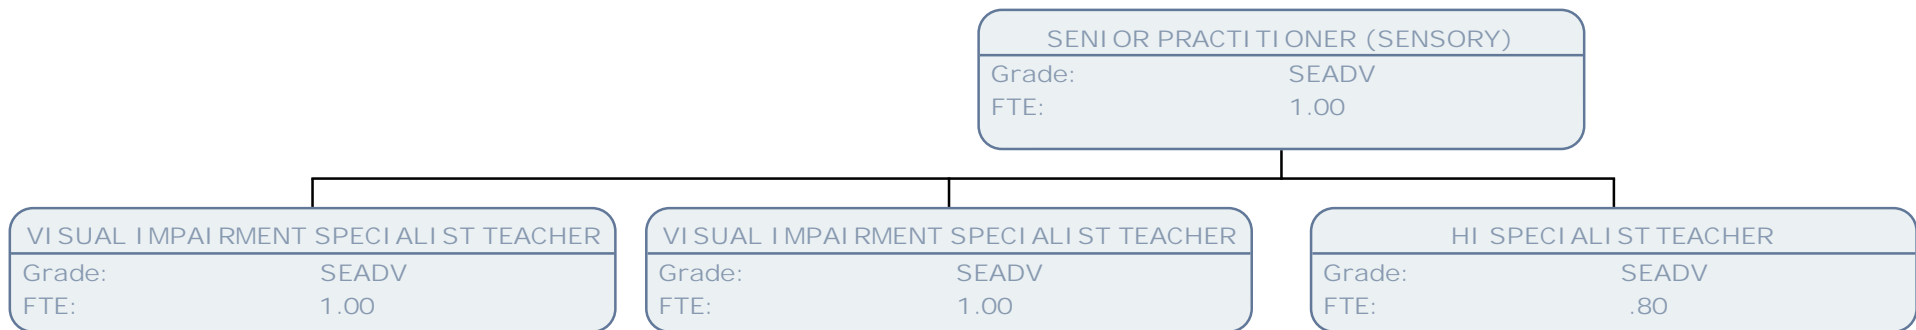 SENIOR PRACTITIONER (SENSORY)
Grade: SEADV
FTE: 1.00
VISUAL IMPAIRMENT SPECIALIST TEACHER
Grade: SEADV
FTE: 1.00
VISUAL IMPAIRMENT SPECIALIST TEACHER
Grade: SEADV
FTE: 1.00
HI SPECIALIST TEACHER
Grade: SEADV
FTE: .80